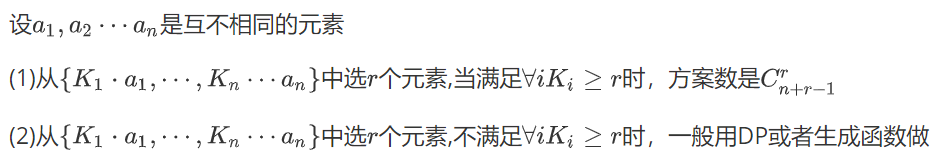 设$a_1, a_2 \cdots a_n$是互不相同的元素
(1)从$\{K_1 \cdot a_1, \cdots, K_n \cdots a_n\}$中选$r$个元素,当满足$\forall i K_i \geq r$时，方案数是$C_{n+r-1}^{r}$
(2)从$\{K_1 \cdot a_1, \cdots, K_n \cdots a_n\}$中选$r$个元素,不满足$\forall i K_i \geq r$时，一般用DP或者生成函数做